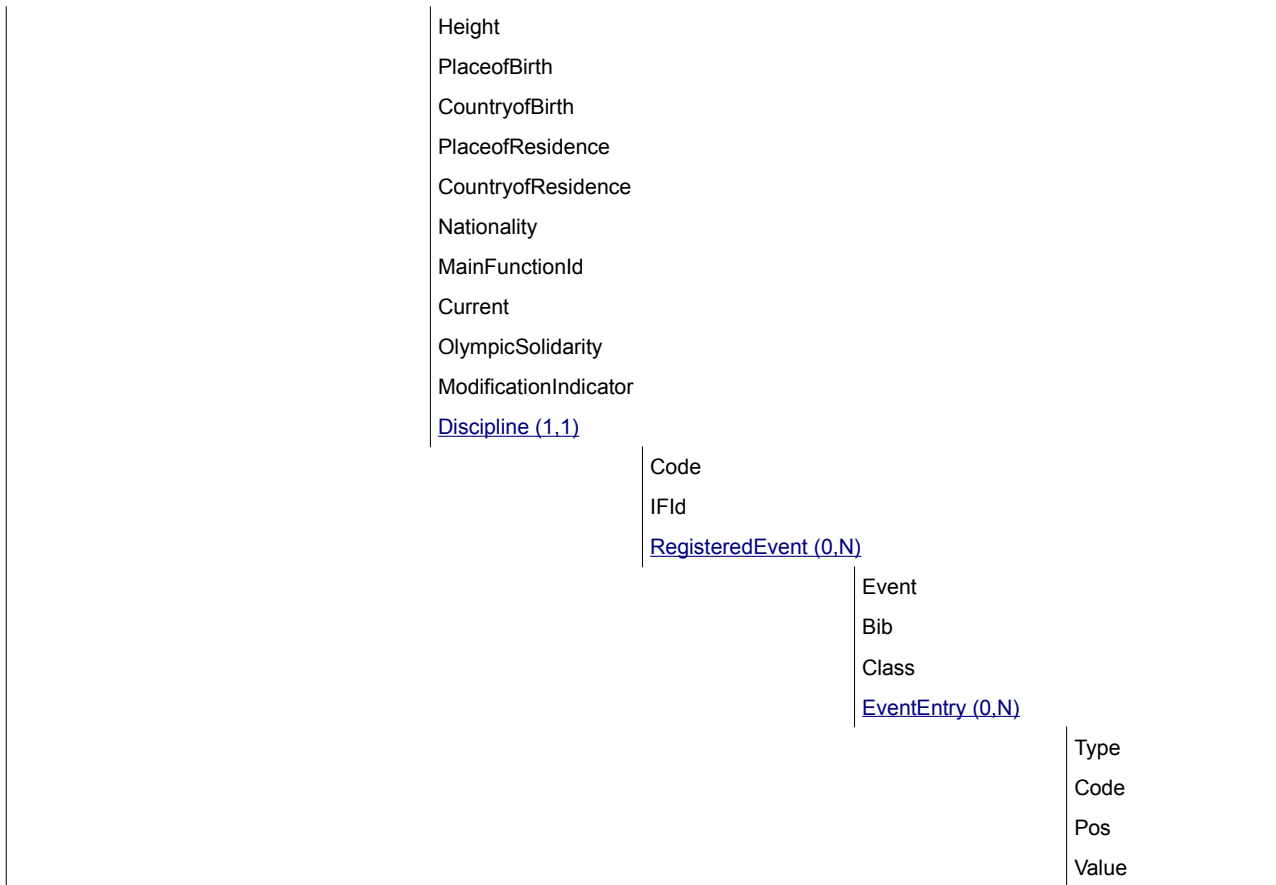 Height
PlaceofBirth
CountryofBirth
PlaceofResidence
CountryofResidence
Nationality
MainFunctionId
Current
OlympicSolidarity
ModificationIndicator
Discipline (1,1)
Code
IFId
RegisteredEvent (0,N)
Event
Bib
Class
EventEntry (0,N)
Type
Code
Pos
Value